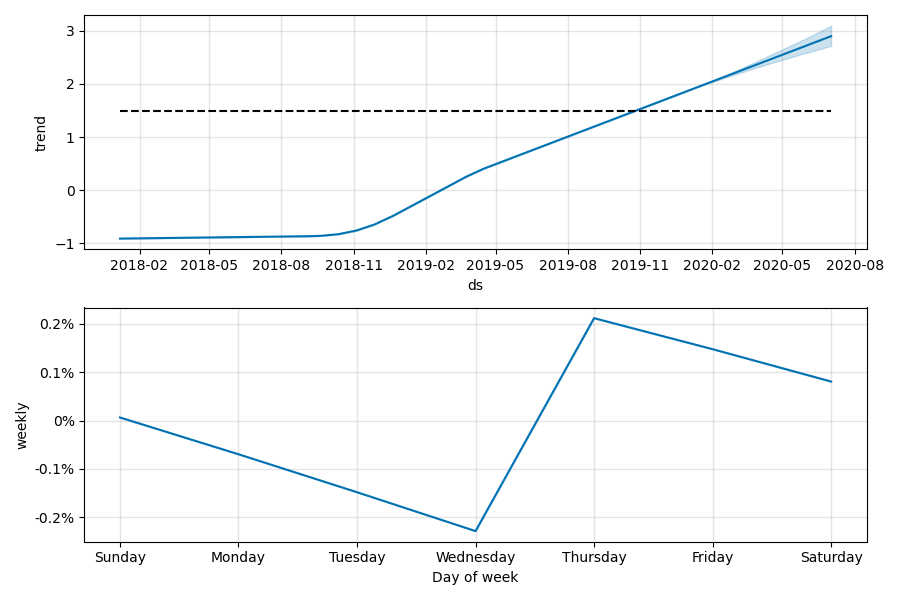 3
2
1
0
−1
trend
2018-02 2018-05 2018-08 2018-11 2019-02 2019-05 2019-08 2019-11 2020-02 2020-05 2020-08
ds
0.2%
0.1%
0%
-0.1%
-0.2%
weekly
Sunday Monday Tuesday Wednesday Thursday Friday Saturday
Day of week